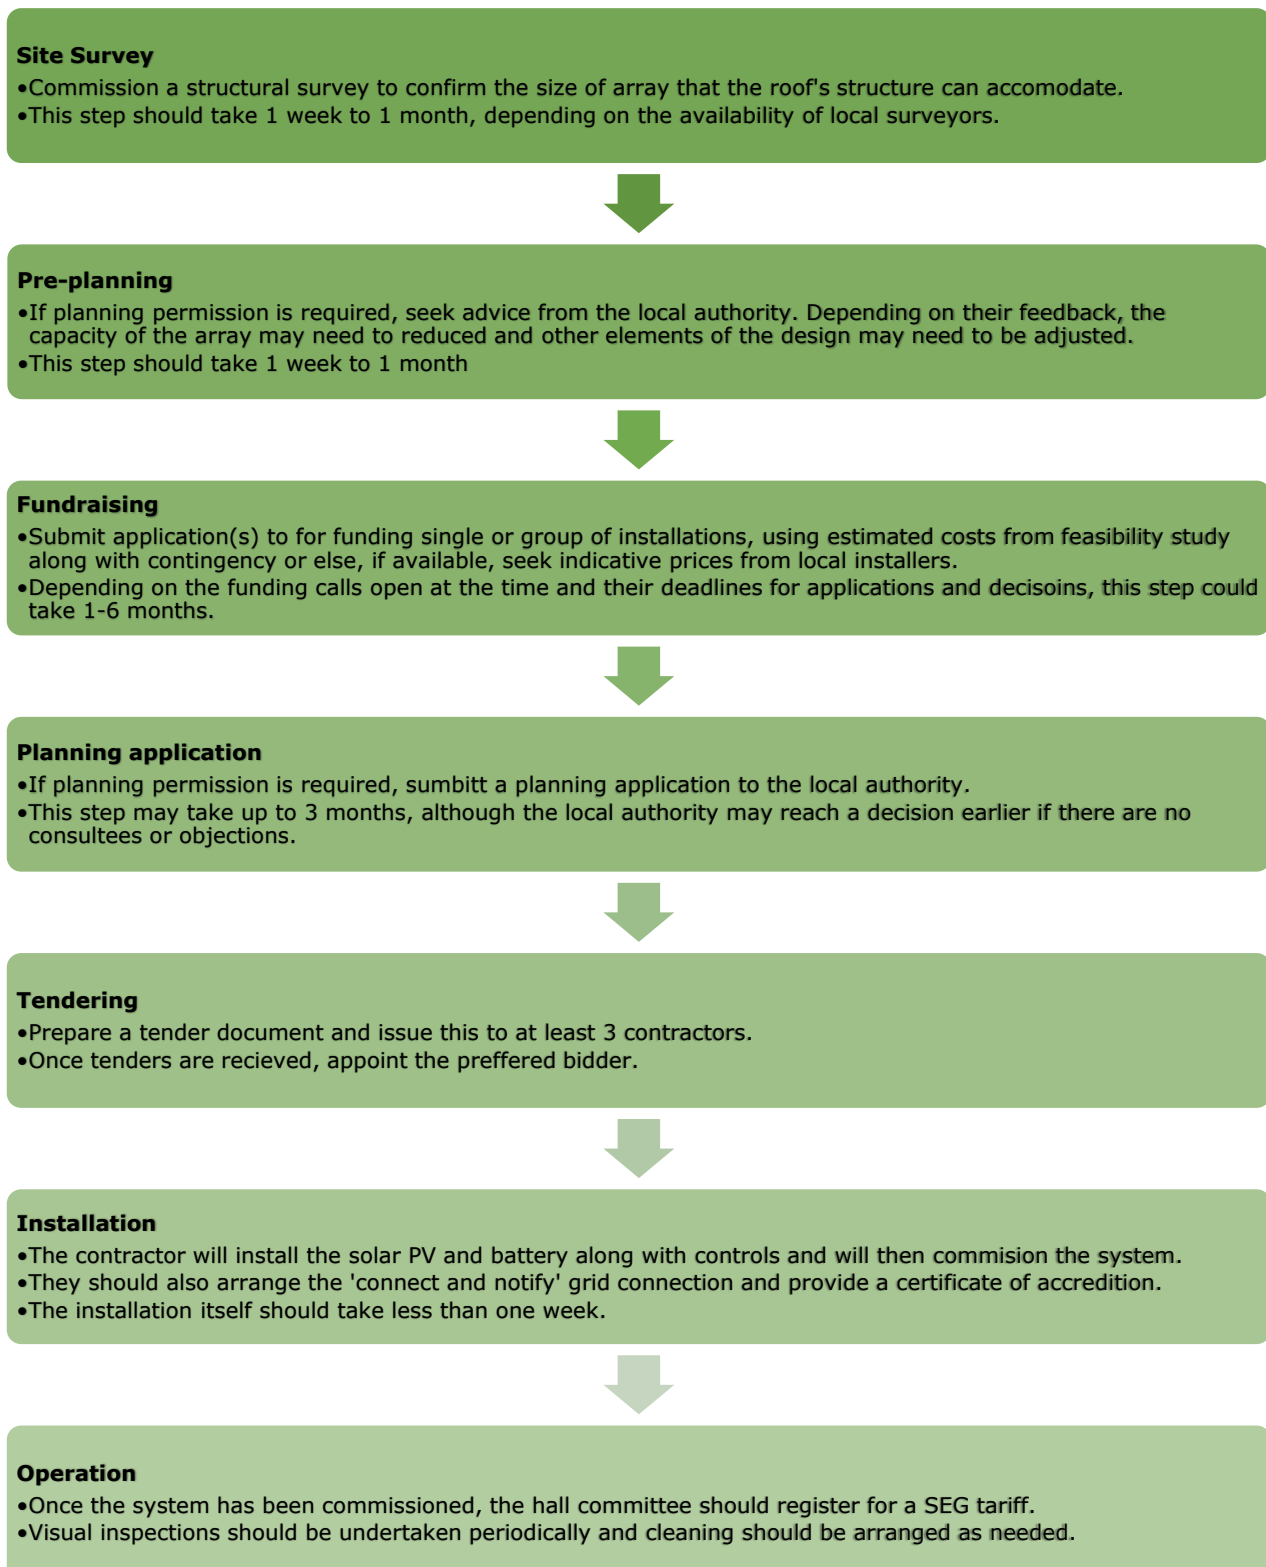 Site Survey
•Commission a structural survey to confirm the size of array that the roof's structure can accomodate.
•This step should take 1 week to 1 month, depending on the availability of local surveyors.
Pre-planning
•If planning permission is required, seek advice from the local authority. Depending on their feedback, the
capacity of the array may need to reduced and other elements of the design may need to be adjusted.
•This step should take 1 week to 1 month
Fundraising
•Submit application(s) to for funding single or group of installations, using estimated costs from feasibility study
along with contingency or else, if available, seek indicative prices from local installers.
•Depending on the funding calls open at the time and their deadlines for applications and decisoins, this step could
take 1-6 months.
Planning application
•If planning permission is required, sumbitt a planning application to the local authority.
•This step may take up to 3 months, although the local authority may reach a decision earlier if there are no
consultees or objections.
Tendering
•Prepare a tender document and issue this to at least 3 contractors.
•Once tenders are recieved, appoint the preffered bidder.
Installation
•The contractor will install the solar PV and battery along with controls and will then commision the system.
•They should also arrange the 'connect and notify' grid connection and provide a certificate of accredition.
•The installation itself should take less than one week.
Operation
•Once the system has been commissioned, the hall committee should register for a SEG tariff.
•Visual inspections should be undertaken periodically and cleaning should be arranged as needed.